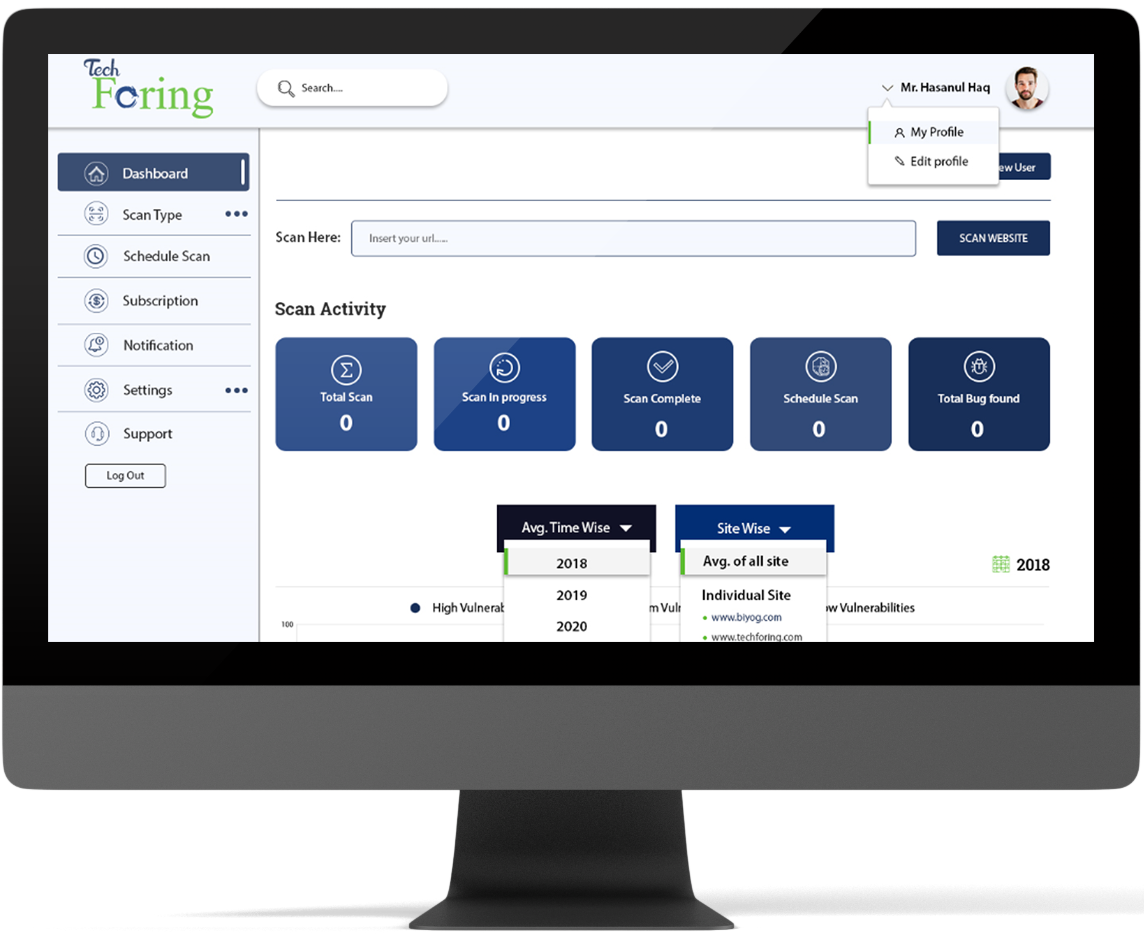 Tech
Foring
Search....
Mr. Hasanul Haq
My Profile
Edit profile
User
Dashboard
Scan Type
Schedule Scan
Subscription
Notification
Settings
Support
Log Out
Scan Here:
Insert your url......
SCAN WEBSITE
Scan Activity
Total Scan
0
Scan In progress
0
Scan Complete
0
Schedule Scan
0
Total Bug found
0
Avg. Time Wise
2018
2019
2020
Site Wise
Avg. of all site
Individual Site
• www.biyog.com
• www.techforing.com
2018
High
Vulnerabilities
100